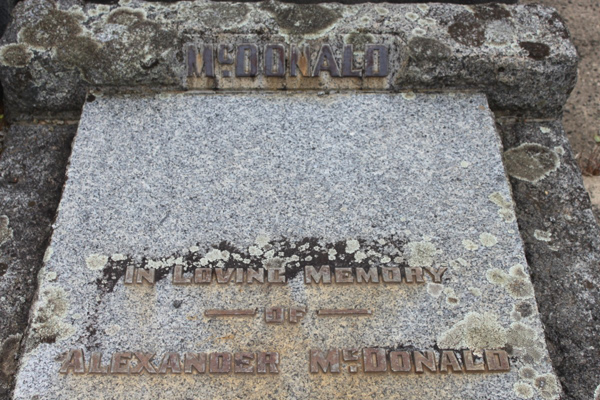 McDONALD
IN LOVING MEMORY
OF
ALEXANDER McDONALD